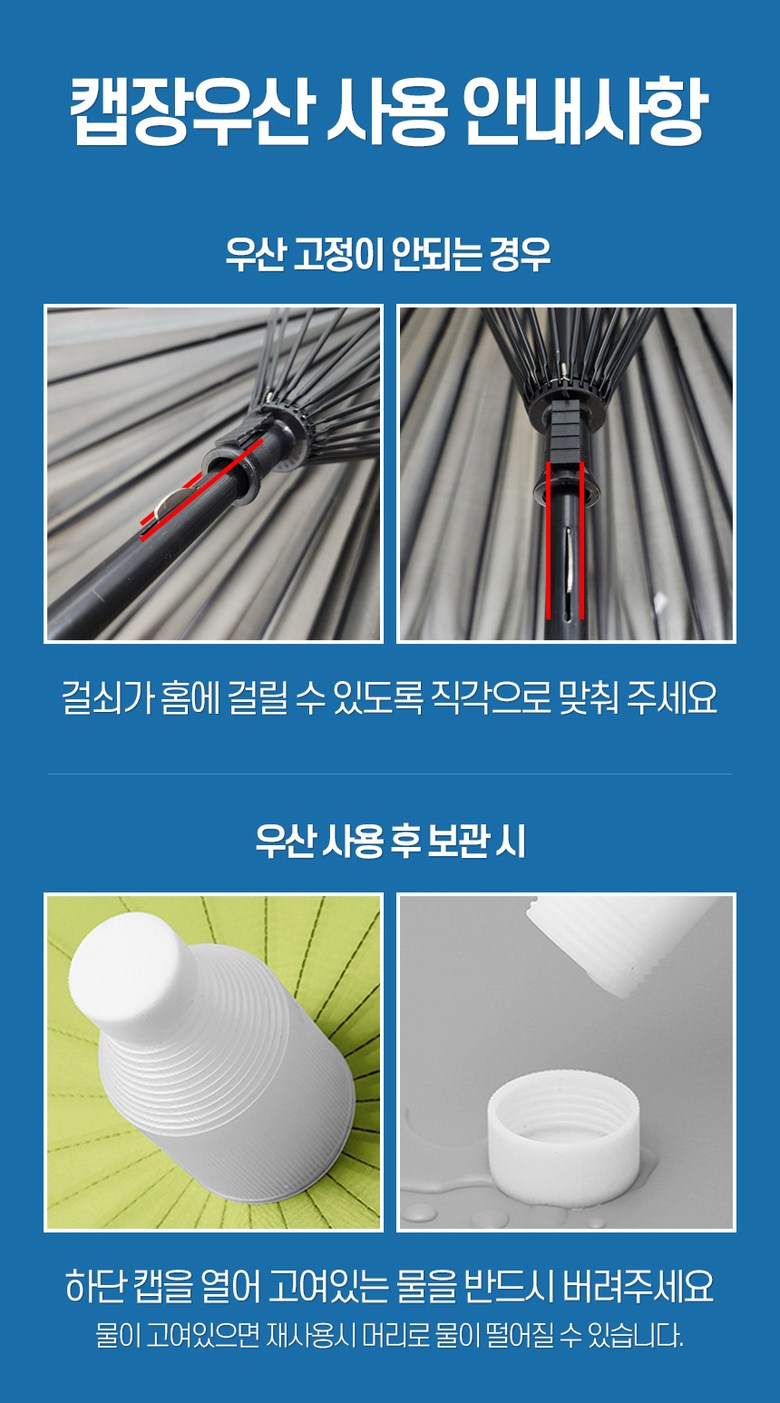 캡장우산 사용 안내사항
우산 고정이 안되는 경우
걸쇠가 홈에 걸릴 수 있도록 직각으로 맞춰 주세요
우산 사용 후 보관 시
하단 캡을 열어 고여있는 물을 반드시 버려주세요
물이 고여있으면 재사용시 머리로 물이 떨어질 수 있습니다.